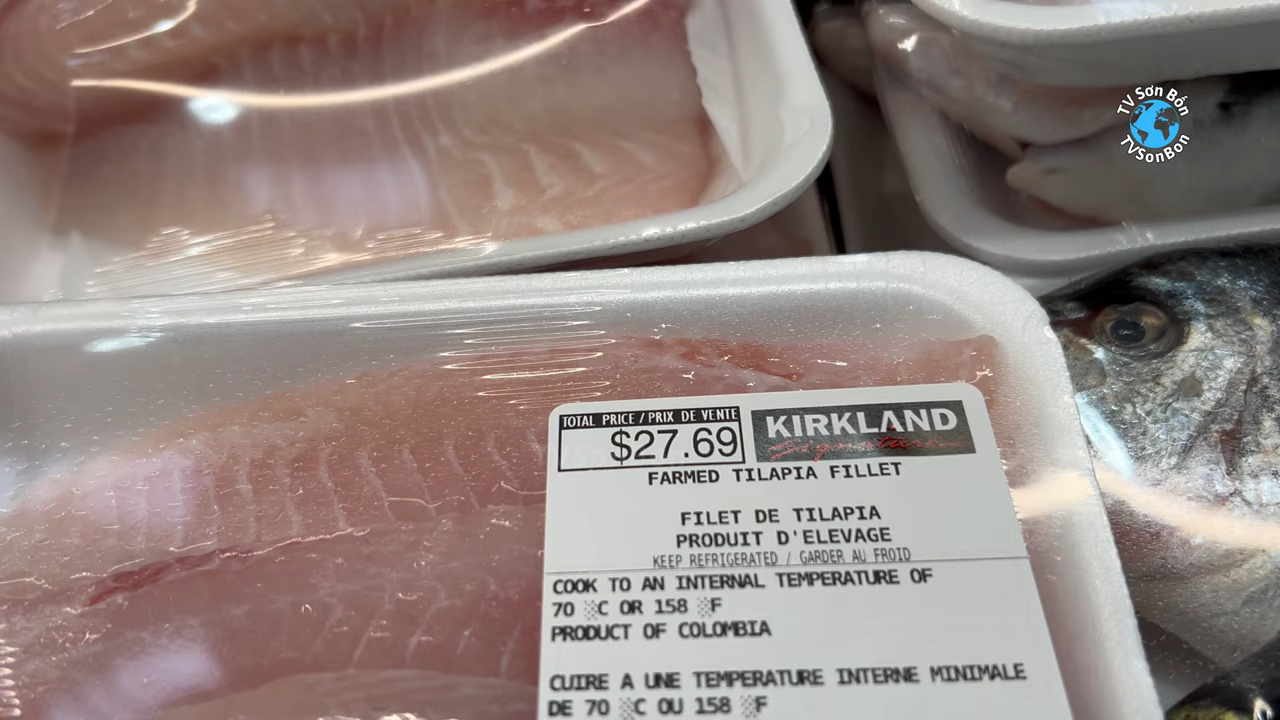 TV Sơn Bốn
TVSonBon
TOTAL PRICE / PRIX DE VENTE
$27.69
KIRKLAND
Signature
FARMED TILAPIA FILLET
FILET DE TILAPIA
PRODUIT D'ELEVAGE
KEEP REFRIGERATED / GARDER AU FROID
COOK TO AN INTERNAL TEMPERATURE OF
70 ░C OR 158 ░F
PRODUCT OF COLOMBIA
CUIRE A UNE TEMPERATURE INTERNE MINIMALE
DE 70 ░C OU 158 ░F